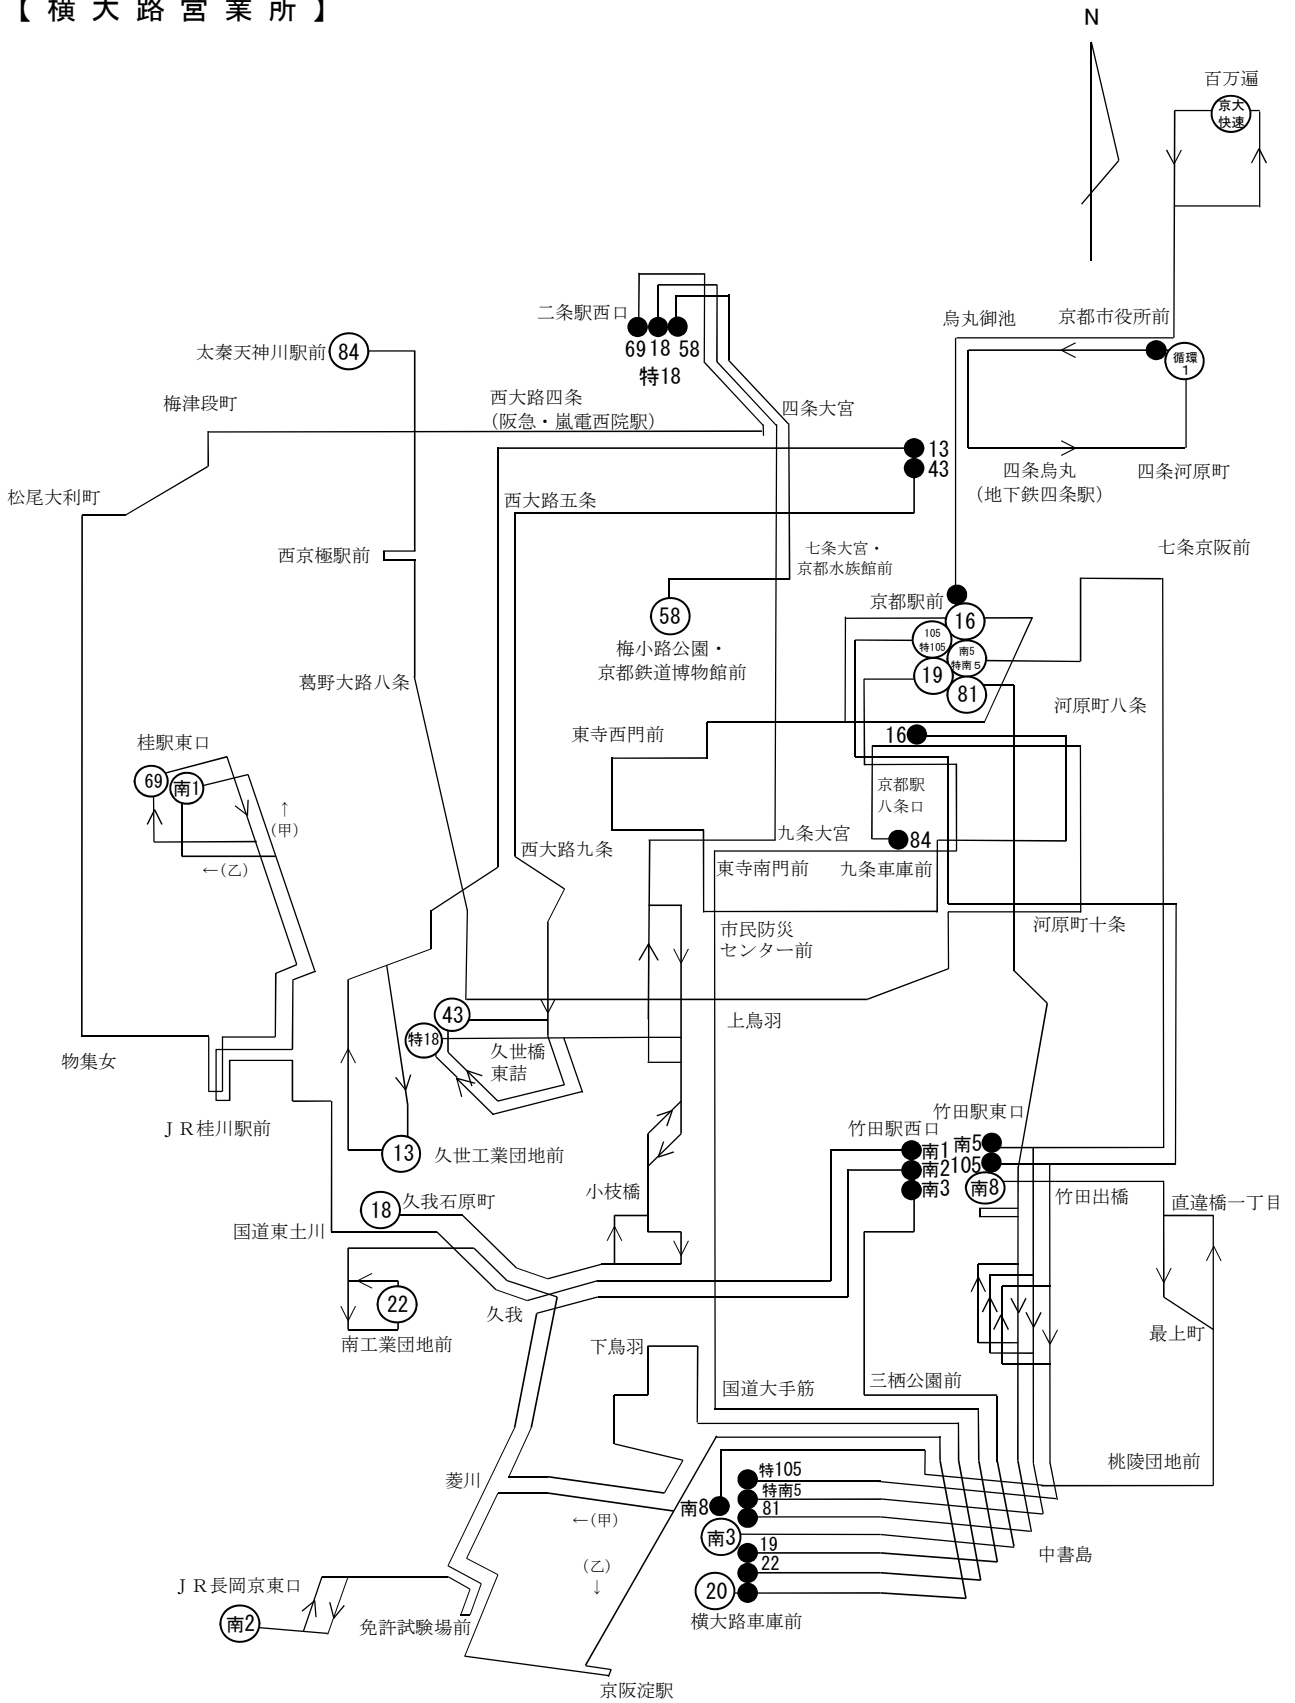 【横大路営業所】
N
百万遍
京大
快速
烏丸御池
京都市役所前
循環
1
二条駅西口
69
18
58
特18
太秦天神川駅前
84
梅津段町
西大路四条
(阪急・嵐電西院駅)
四条大宮
13
43
四条烏丸
(地下鉄四条駅)
四条河原町
松尾大利町
西大路五条
西京極駅前
七条大宮・
京都水族館前
七条京阪前
京都駅前
16
58
105
特105
南5
特南5
19
81
梅小路公園・
京都鉄道博物館前
葛野大路八条
河原町八条
桂駅東口
69
南1
東寺西門前
16
京都駅
八条口
↑
(甲)
←(乙)
西大路九条
九条大宮
84
東寺南門前
九条車庫前
市民防災
センター前
河原町十条
43
特18
上鳥羽
久世橋
東詰
物集女
JR桂川駅前
13
久世工業団地前
竹田駅西口
竹田駅東口
南1
南2
南3
南5
105
南8
小枝橋
18
久我石原町
竹田出橋
直違橋一丁目
国道東土川
22
久我
南工業団地前
最上町
下鳥羽
国道大手筋
三栖公園前
菱川
桃陵団地前
特105
特南5
81
南8
←(甲)
南3
19
22
中書島
(乙)
↓
20
横大路車庫前
JR長岡京東口
南2
免許試験場前
京阪淀駅